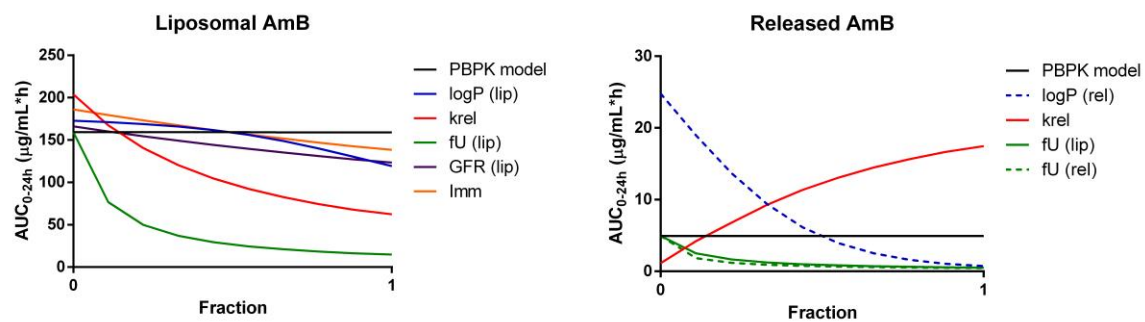 Liposomal AmB
AUC0-24h (µg/mL*h)
250
200
150
100
50
0
0
1
Fraction
PBPK model
logP (lip)
krel
fU (lip)
GFR (lip)
Imm
Released AmB
AUC0-24h (µg/mL*h)
30
20
10
0
0
1
Fraction
PBPK model
logP (rel)
krel
fU (lip)
fU (rel)